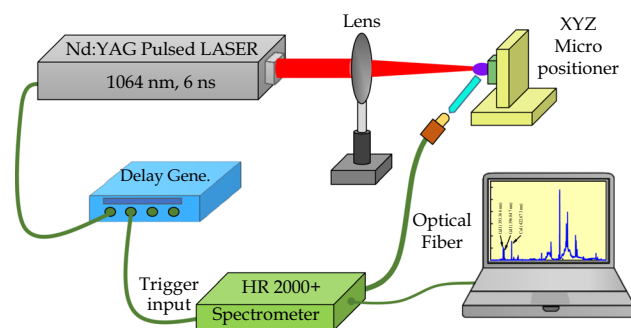 Nd:YAG Pulsed LASER
1064 nm, 6 ns
Lens
XYZ
Micro
positioner
Delay Gene.
Trigger
input
HR 2000+
Spectrometer
Optical
Fiber